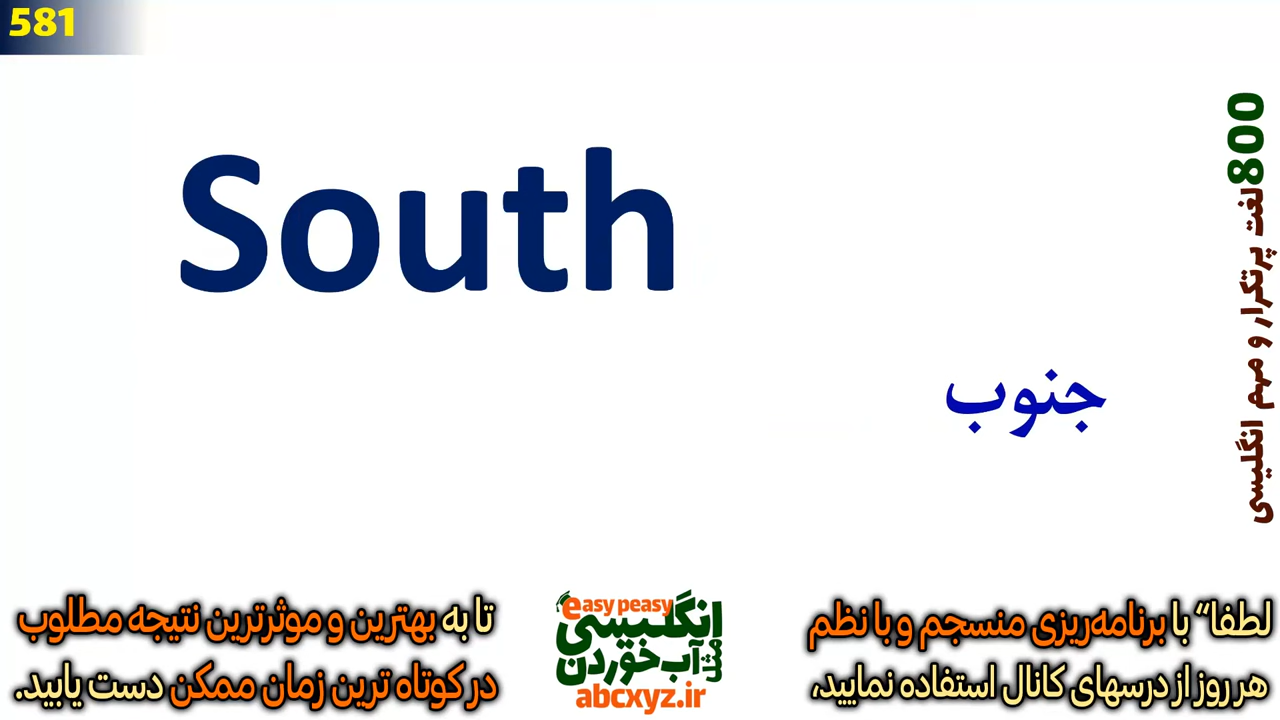 581
South
جنوب
800 لغت پرتکرار و مهم انگلیسی
لطفا“ با برنامه‌ریزی منسجم و با نظم
هر روز از درسهای کانال استفاده نمایید،
تا به بهترین و موثرترین نتیجه مطلوب
در کوتاه ترین زمان ممکن دست یابید.
easy peasy
انگلیسی
مثل آب خوردن
abcxyz.ir